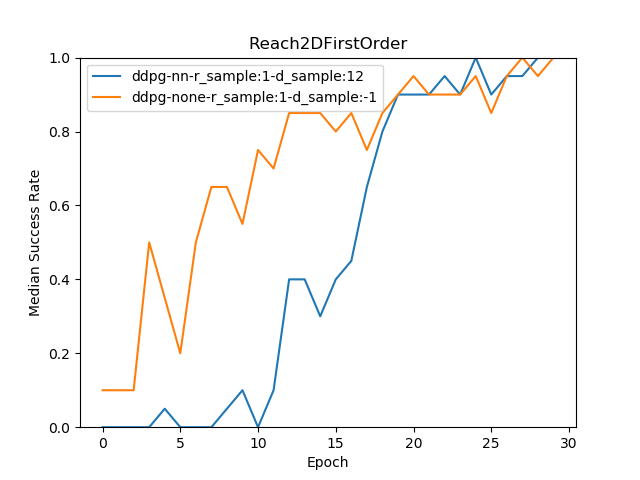 Reach2DFirstOrder
ddpg-nn-r_sample:1-d_sample:12
ddpg-none-r_sample:1-d_sample:-1
1.0
0.8
0.6
0.4
0.2
0.0
Median Success Rate
0 5 10 15 20 25 30
Epoch